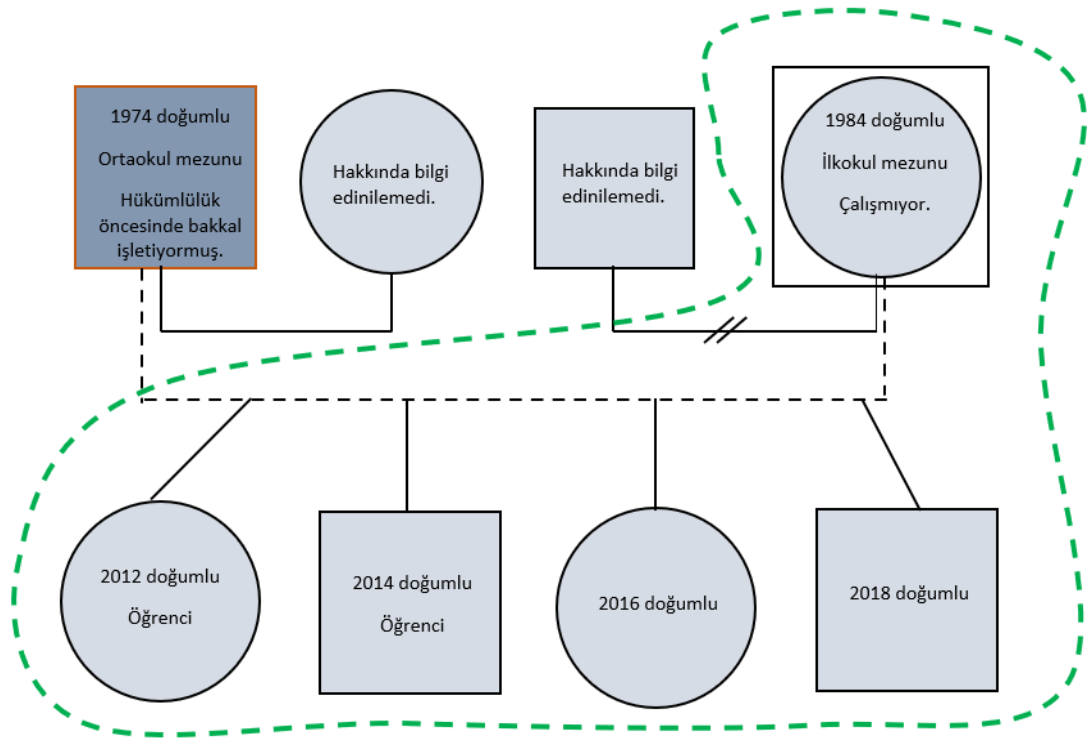 1974 doğumlu
Ortaokul mezunu
Hükümlülük
öncesinde bakkal
işletiyormuş.
Hakkında bilgi
edinilemedi.
Hakkında bilgi
edinilemedi.
1984 doğumlu
İlkokul mezunu
Çalışmıyor.
2012 doğumlu
Öğrenci
2014 doğumlu
Öğrenci
2016 doğumlu
2018 doğumlu